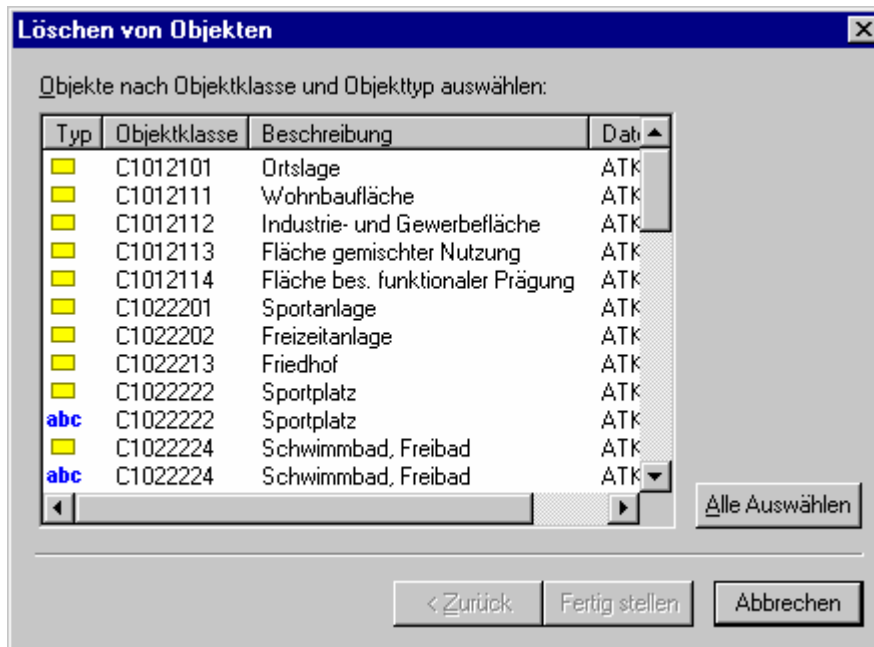 Löschen von Objekten
Objekte nach Objektklasse und Objekttyp auswählen:
Typ Objektklasse Beschreibung Date
C1012101 Ortslage ATK
C1012111 Wohnbaufläche ATK
C1012112 Industrie- und Gewerbefläche ATK
C1012113 Fläche gemischter Nutzung ATK
C1012114 Fläche bes. funktionaler Prägung ATK
C1022201 Sportanlage ATK
C1022202 Freizeitanlage ATK
C1022213 Friedhof ATK
C1022222 Sportplatz ATK
abc C1022222 Sportplatz ATK
C1022224 Schwimmbad, Freibad ATK
abc C1022224 Schwimmbad, Freibad ATK
Alle Auswählen
< Zurück Fertig stellen Abbrechen